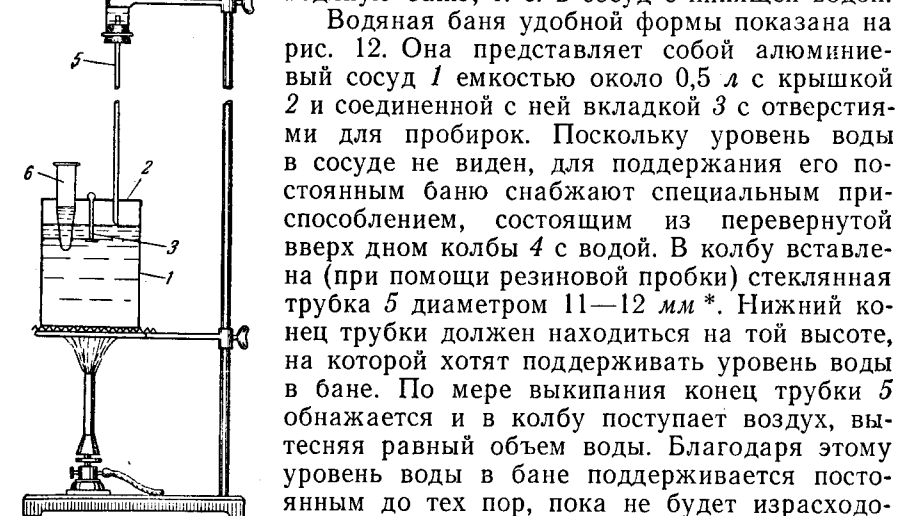 Водяная баня удобной формы показана на
рис. 12. Она представляет собой алюминие-
вый сосуд 1 емкостью около 0,5 л с крышкой
2 и соединенной с ней вкладкой 3 с отверстия-
ми для пробирок. Поскольку уровень воды
в сосуде не виден, для поддержания его по-
стоянным баню снабжают специальным при-
способлением, состоящим из перевернутой
вверх дном колбы 4 с водой. В колбу вставле-
на (при помощи резиновой пробки) стеклянная
трубка 5 диаметром 11—12 мм *. Нижний ко-
нец трубки должен находиться на той высоте,
на которой хотят поддерживать уровень воды
в бане. По мере выкипания конец трубки 5
обнажается и в колбу поступает воздух, вы-
тесняя равный объем воды. Благодаря этому
уровень воды в бане поддерживается посто-
янным до тех пор, пока не будет израсходо-
5
6
2
3
1